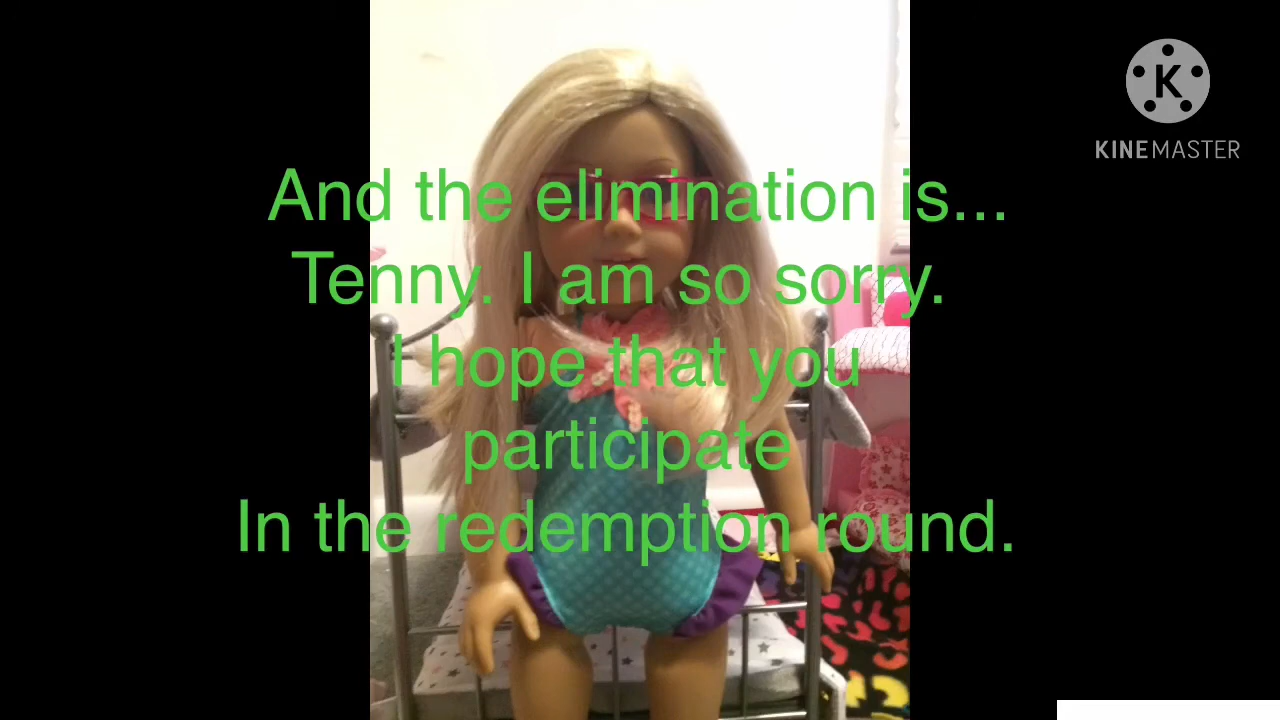 K
KINEMASTER
And the elimination is...
Tenny. I am so sorry.
I hope that you
participate
In the redemption round.